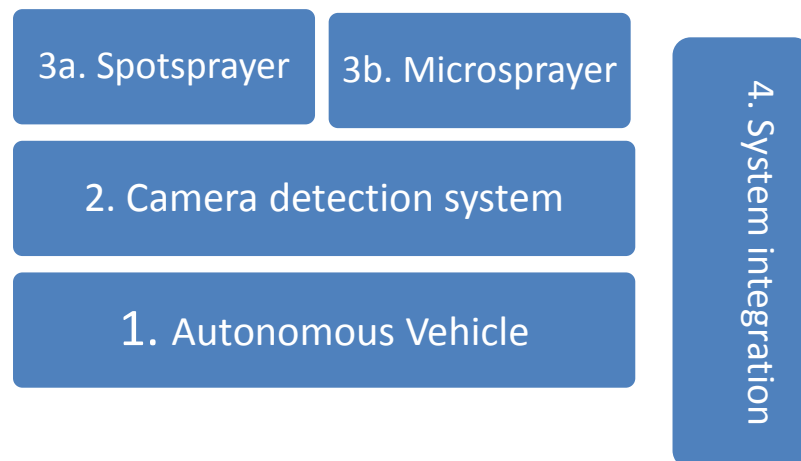 3a. Spotsprayer
3b. Microsprayer
2. Camera detection system
1. Autonomous Vehicle
4. System integration